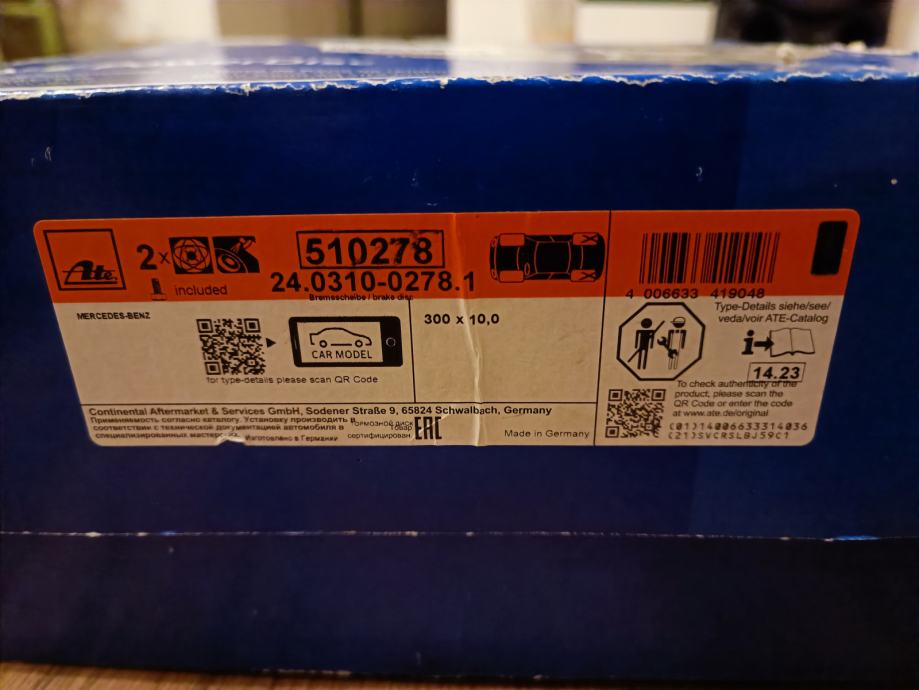 Ate
2x
included
510278
24.0310-0278.1
Bremsscheibe / brake disc
4 006633 419048
MERCEDES-BENZ
CAR MODEL
for type-details please scan QR Code
300 x 10,0
Type-Details siehe/see/
veda/voir ATE-Catalog
i
14.23
To check authenticity of the
product, please scan the
QR Code or enter the code
at www.ate.de/original
(01)14006633314036
(21)SVCRSLBJ59C1
Continental Aftermarket & Services GmbH, Sodener Straße 9, 65824 Schwalbach, Germany
Применяемость согласно каталогу. Установку производить в
соответствии с технической документацией автомобиля в
специализированных мастерских. Изготовлено в Германии
Тормозной диск
Товар
сертифицирован
EAC
Made in Germany